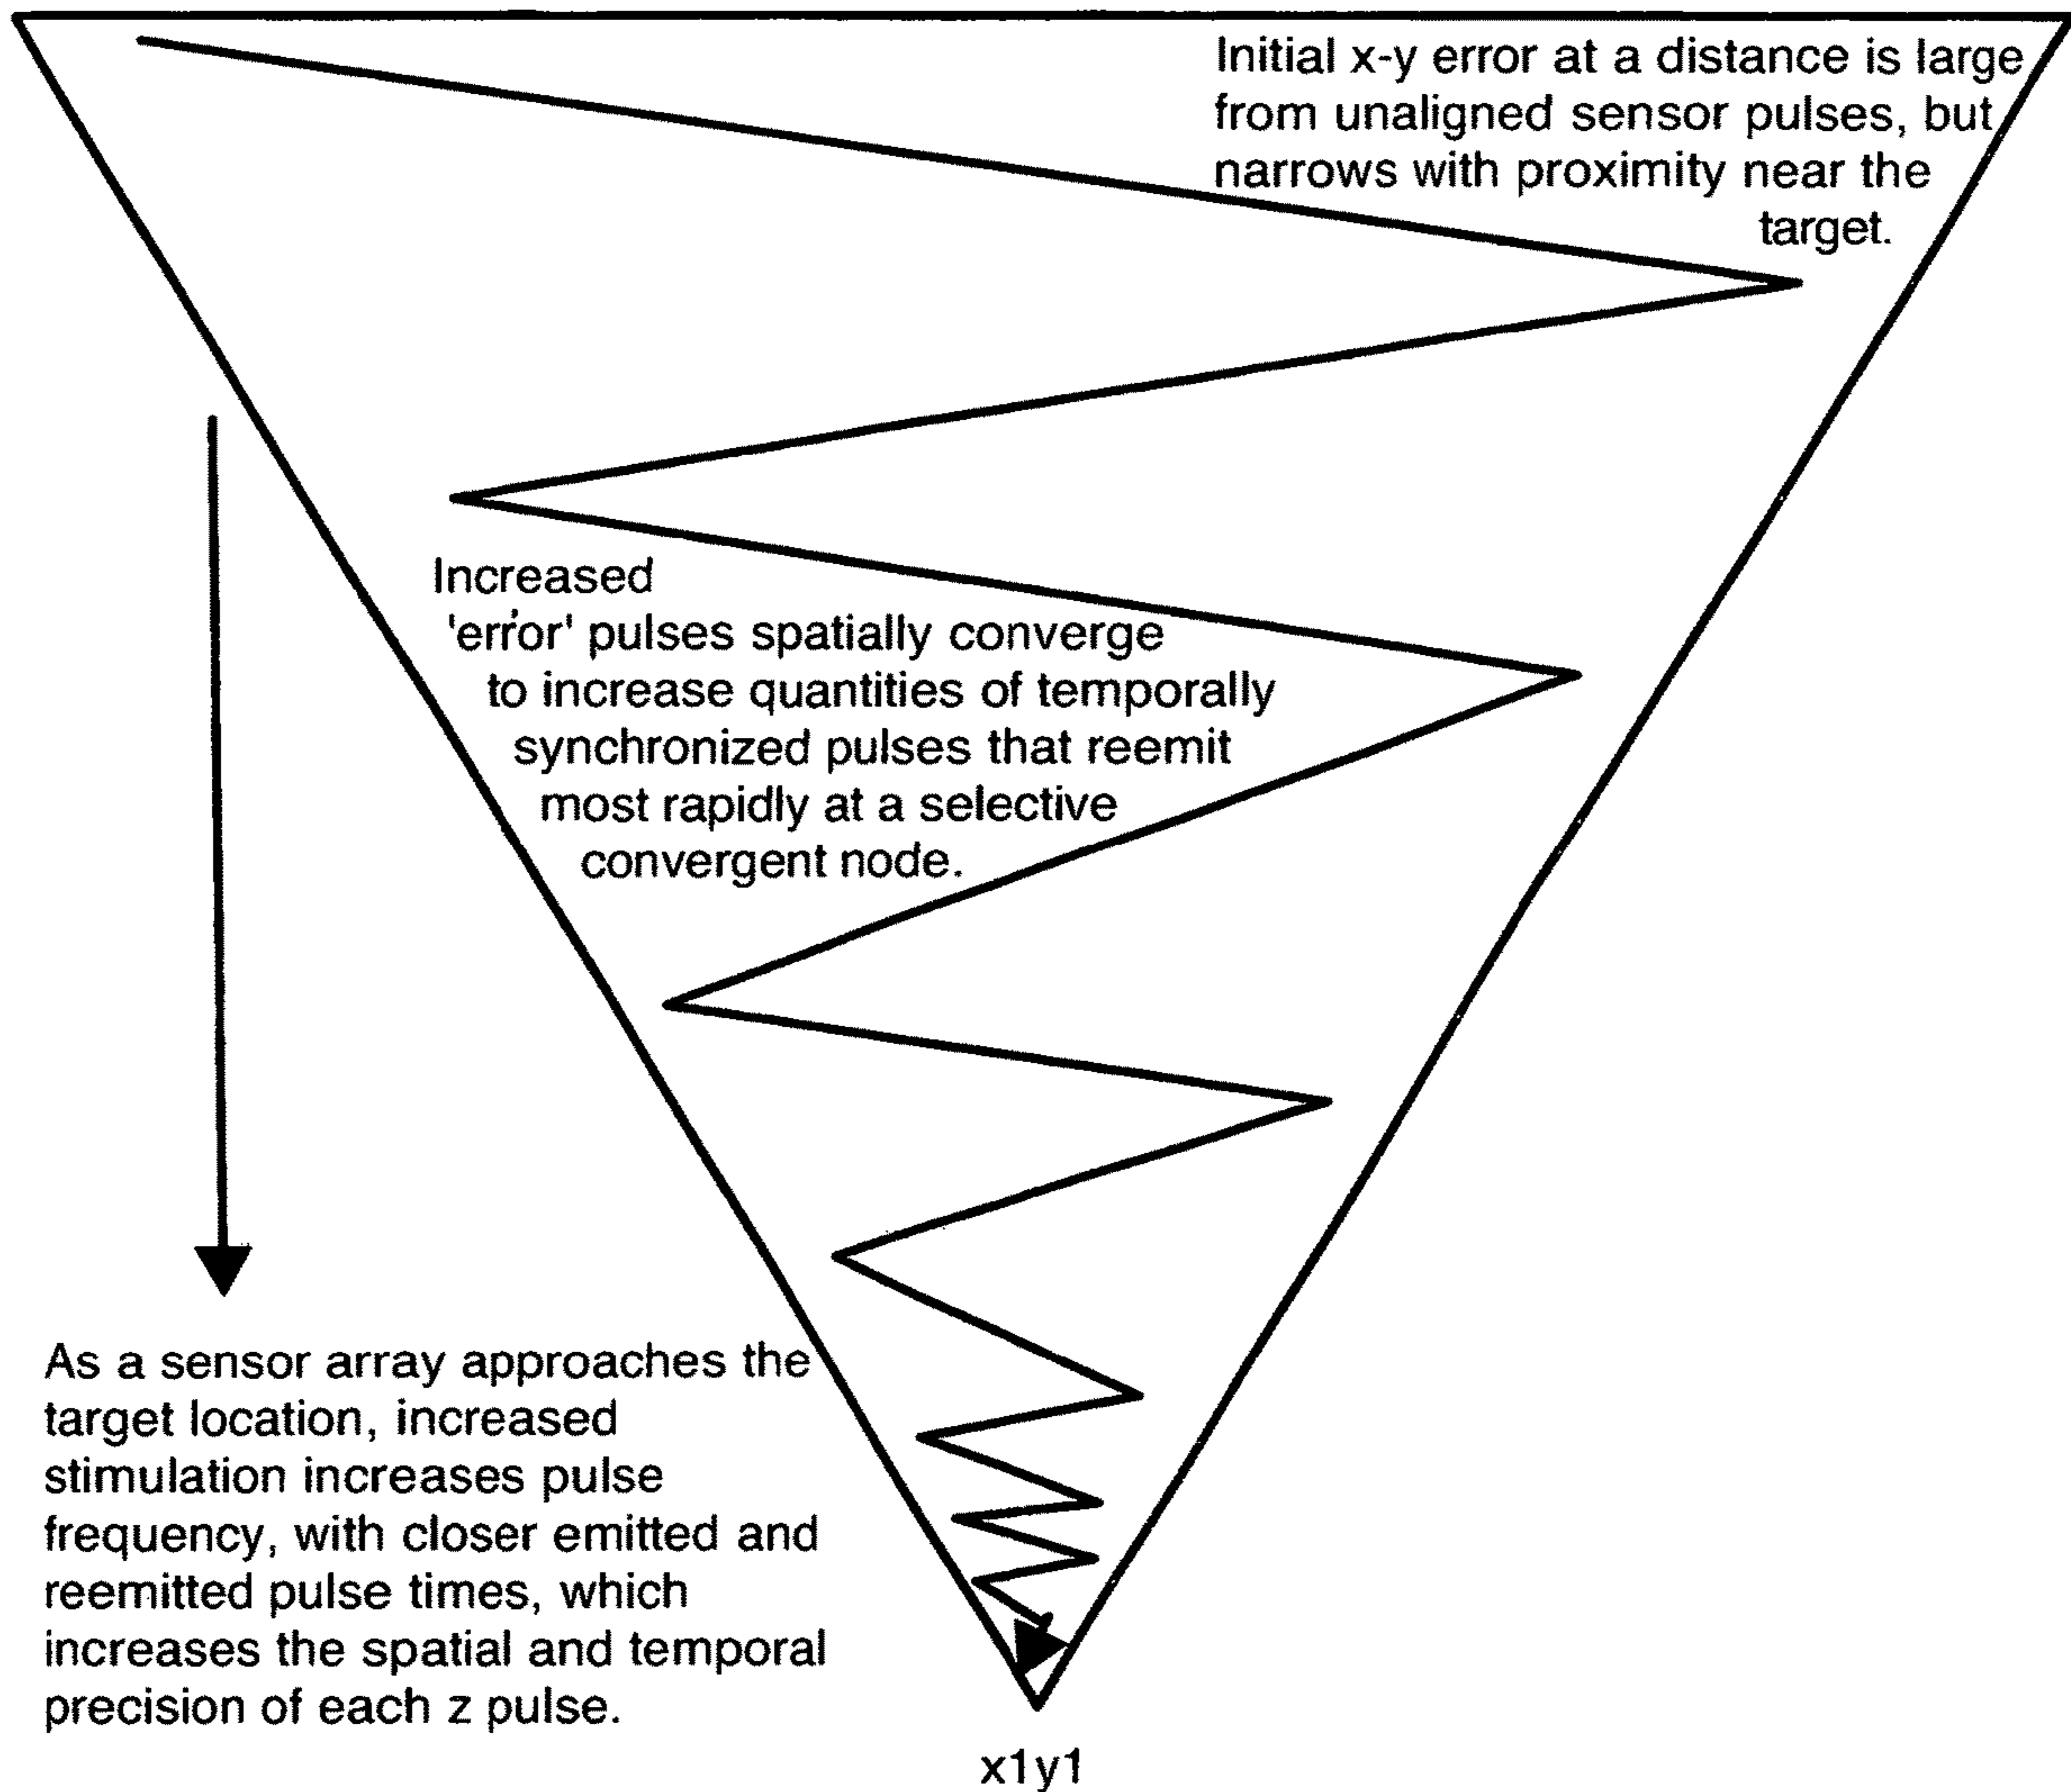 Initial x-y error at a distance is large
from unaligned sensor pulses, but
narrows with proximity near the
target.
Increased
'error' pulses spatially converge
to increase quantities of temporally
synchronized pulses that reemit
most rapidly at a selective
convergent node.
As a sensor array approaches the
target location, increased
stimulation increases pulse
frequency, with closer emitted and
reemitted pulse times, which
increases the spatial and temporal
precision of each z pulse.
x1y1